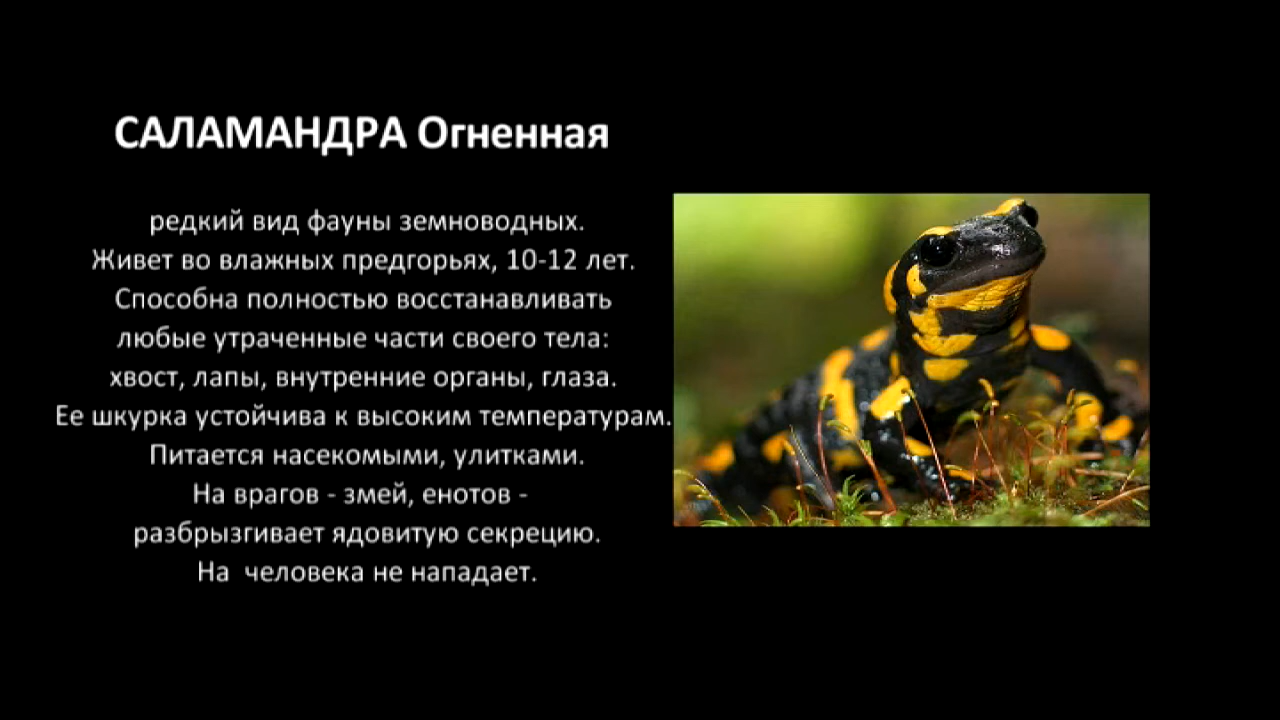 САЛАМАНДРА Огненная
редкий вид фауны земноводных.
Живет во влажных предгорьях, 10-12 лет.
Способна полностью восстанавливать
любые утраченные части своего тела:
хвост, лапы, внутренние органы, глаза.
Ее шкурка устойчива к высоким температурам.
Питается насекомыми, улитками.
На врагов - змей, енотов -
разбрызгивает ядовитую секрецию.
На  человека не нападает.